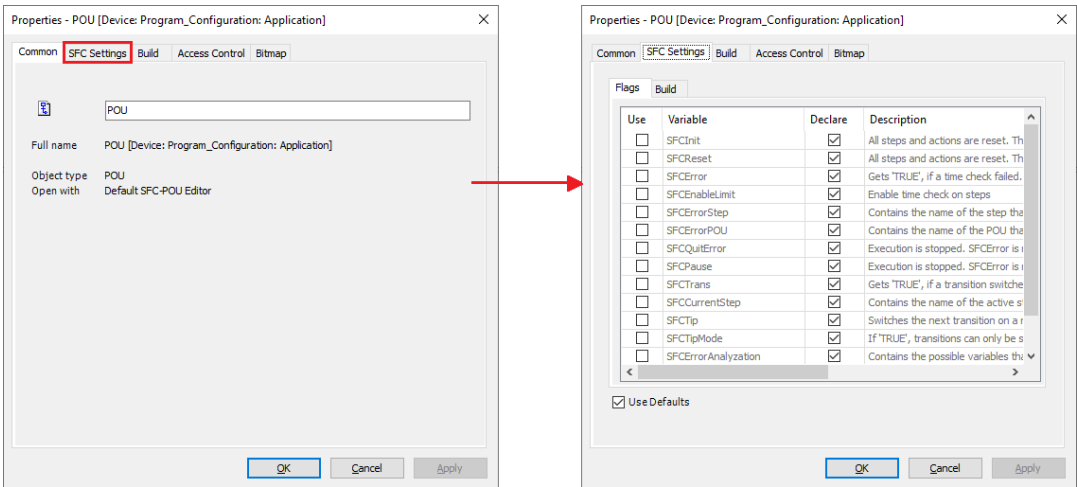 Properties - POU [Device: Program_Configuration: Application]
Common SFC Settings Build Access Control Bitmap
POU
Full name POU [Device: Program_Configuration: Application]
Object type POU
Open with Default SFC-POU Editor
OK Cancel Apply
Properties - POU [Device: Program_Configuration: Application]
Common SFC Settings Build Access Control Bitmap
Flags Build
Use Variable Declare Description
SFCInit All steps and actions are reset. Th
SFCReset All steps and actions are reset. Th
SFCError Gets 'TRUE', if a time check failed.
SFCEnableLimit Enable time check on steps
SFCErrorStep Contains the name of the step tha
SFCErrorPOU Contains the name of the POU tha
SFCQuitError Execution is stopped. SFCError is
SFCPause Execution is stopped. SFCError is
SFCTrans Gets 'TRUE', if a transition switche
SFCCurrentStep Contains the name of the active s
SFCTip Switches the next transition on a
SFCTipMode If 'TRUE', transitions can only be s
SFCErrorAnalyzation Contains the possible variables tha
Use Defaults
OK Cancel Apply